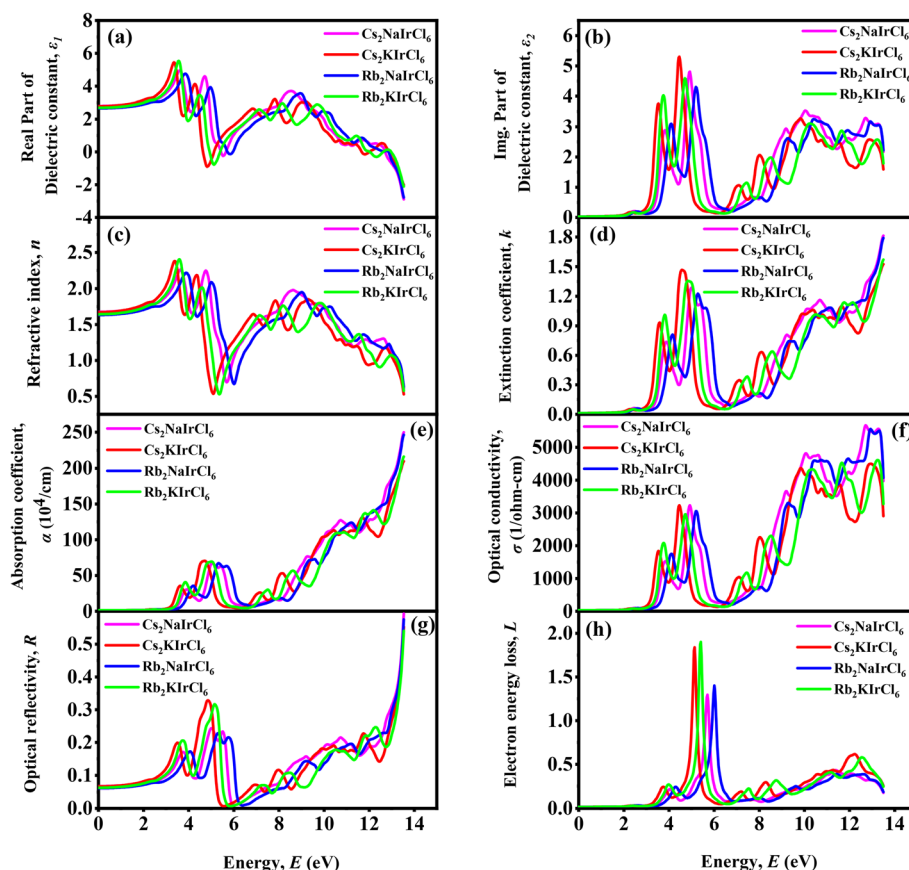 (a)
Real Part of
Dielectric constant, ε1
8
6
4
2
0
−2
−4
Cs2NaIrCl6
Cs2KIrCl6
Rb2NaIrCl6
Rb2KIrCl6
(b)
Img. Part of
Dielectric constant, ε2
6
5
4
3
2
1
0
Cs2NaIrCl6
Cs2KIrCl6
Rb2NaIrCl6
Rb2KIrCl6
(c)
Refractive index, n
2.5
2.0
1.5
1.0
0.5
Cs2NaIrCl6
Cs2KIrCl6
Rb2NaIrCl6
Rb2KIrCl6
(d)
Extinction coefficient, k
1.8
1.5
1.2
0.9
0.6
0.3
0.0
Cs2NaIrCl6
Cs2KIrCl6
Rb2NaIrCl6
Rb2KIrCl6
(e)
Absorption coefficient,
α (10^4/cm)
250
200
150
100
50
0
Cs2NaIrCl6
Cs2KIrCl6
Rb2NaIrCl6
Rb2KIrCl6
(f)
Optical conductivity,
σ (1/ohm-cm)
5000
4000
3000
2000
1000
0
Cs2NaIrCl6
Cs2KIrCl6
Rb2NaIrCl6
Rb2KIrCl6
(g)
Optical reflectivity, R
0.5
0.4
0.3
0.2
0.1
0.0
Cs2NaIrCl6
Cs2KIrCl6
Rb2NaIrCl6
Rb2KIrCl6
0 2 4 6 8 10 12 14
Energy, E (eV)
(h)
Electron energy loss, L
2.0
1.5
1.0
0.5
0.0
Cs2NaIrCl6
Cs2KIrCl6
Rb2NaIrCl6
Rb2KIrCl6
0 2 4 6 8 10 12 14
Energy, E (eV)